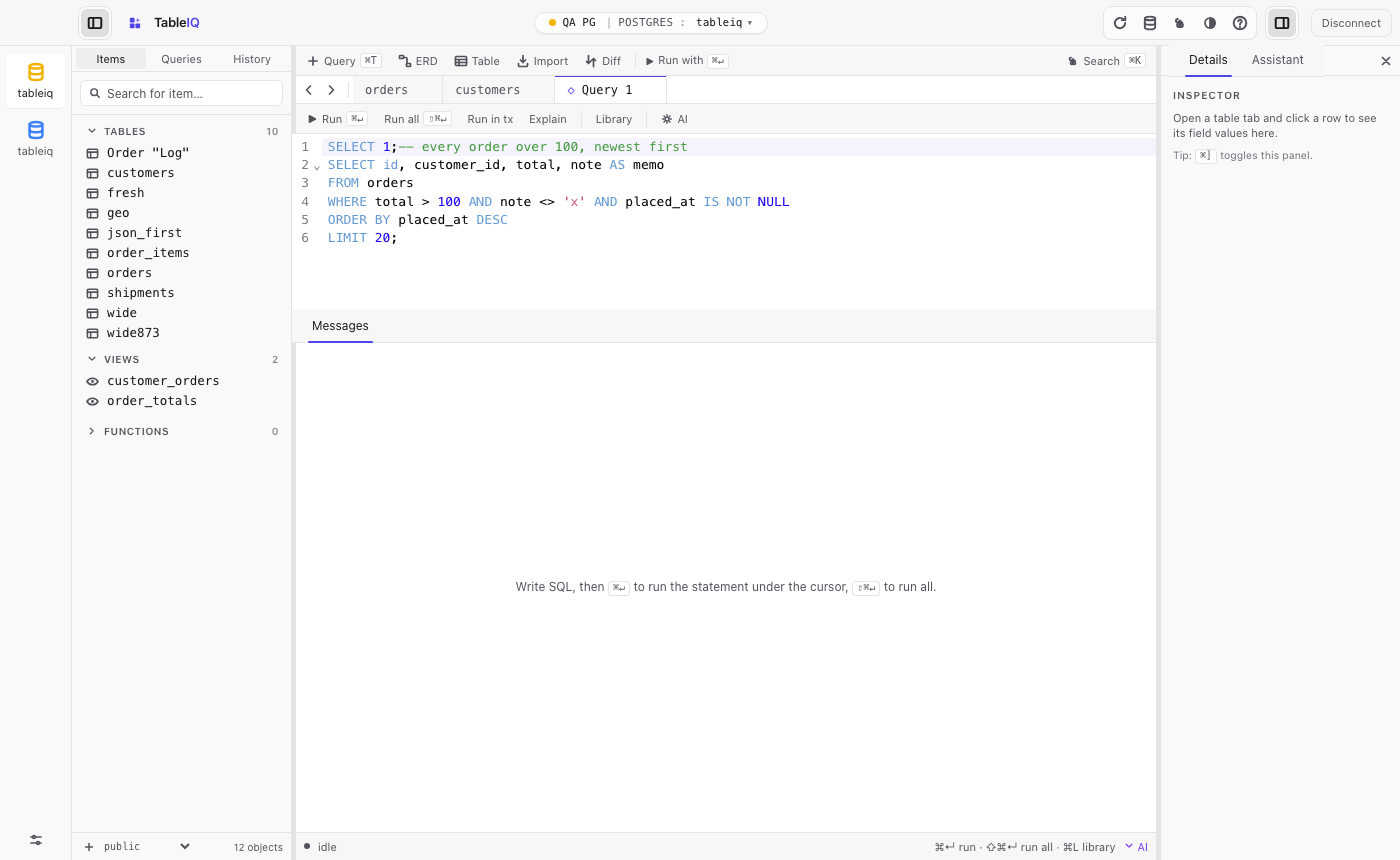 TableIQ
QA PG | POSTGRES : tableiq ▾
Disconnect
tableiq
tableiq
Items Queries History
Search for item...
TABLES 10
Order "Log"
customers
fresh
geo
json_first
order_items
orders
shipments
wide
wide873
VIEWS 2
customer_orders
order_totals
FUNCTIONS 0
+ public
12 objects
+ Query ⌘T ERD Table Import Diff Run with ⌘↵ Search ⌘K
orders customers ◇ Query 1
Run ⌘↵ Run all ⇧⌘↵ Run in tx Explain Library AI
1 SELECT 1;-- every order over 100, newest first
2 SELECT id, customer_id, total, note AS memo
3 FROM orders
4 WHERE total > 100 AND note <> 'x' AND placed_at IS NOT NULL
5 ORDER BY placed_at DESC
6 LIMIT 20;
Messages
Write SQL, then ⌘↵ to run the statement under the cursor, ⇧⌘↵ to run all.
idle
⌘↵ run · ⇧⌘↵ run all · ⌘L library AI
Details Assistant
INSPECTOR
Open a table tab and click a row to see
its field values here.
Tip: ⌘] toggles this panel.